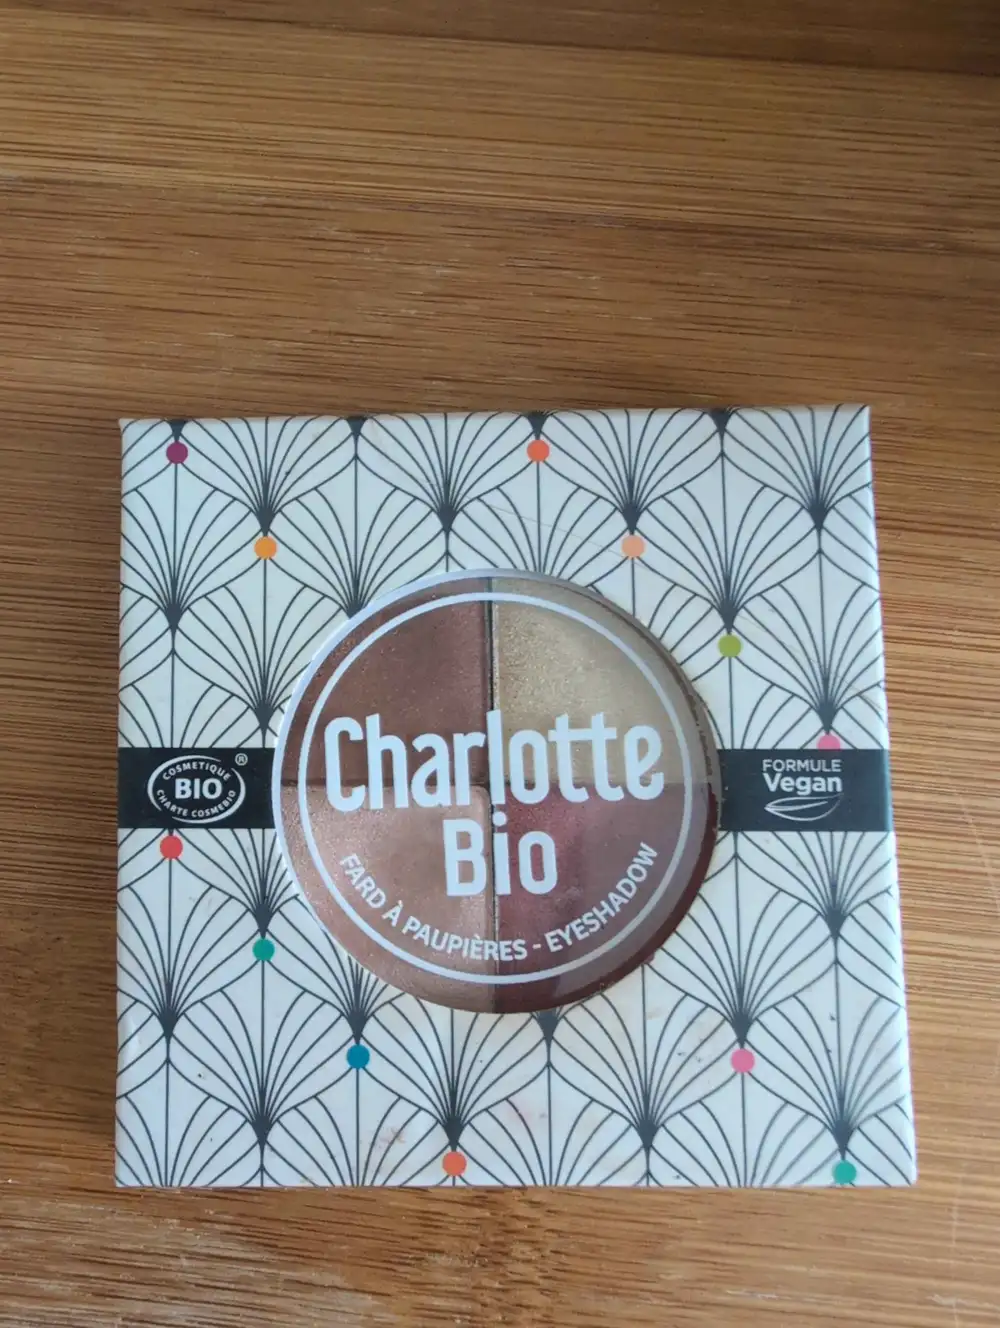 Charlotte
Bio
FARD À PAUPIÈRES - EYESHADOW
COSMETIQUE
BIO
®
CHARTE COSMEBIO
FORMULE
Vegan